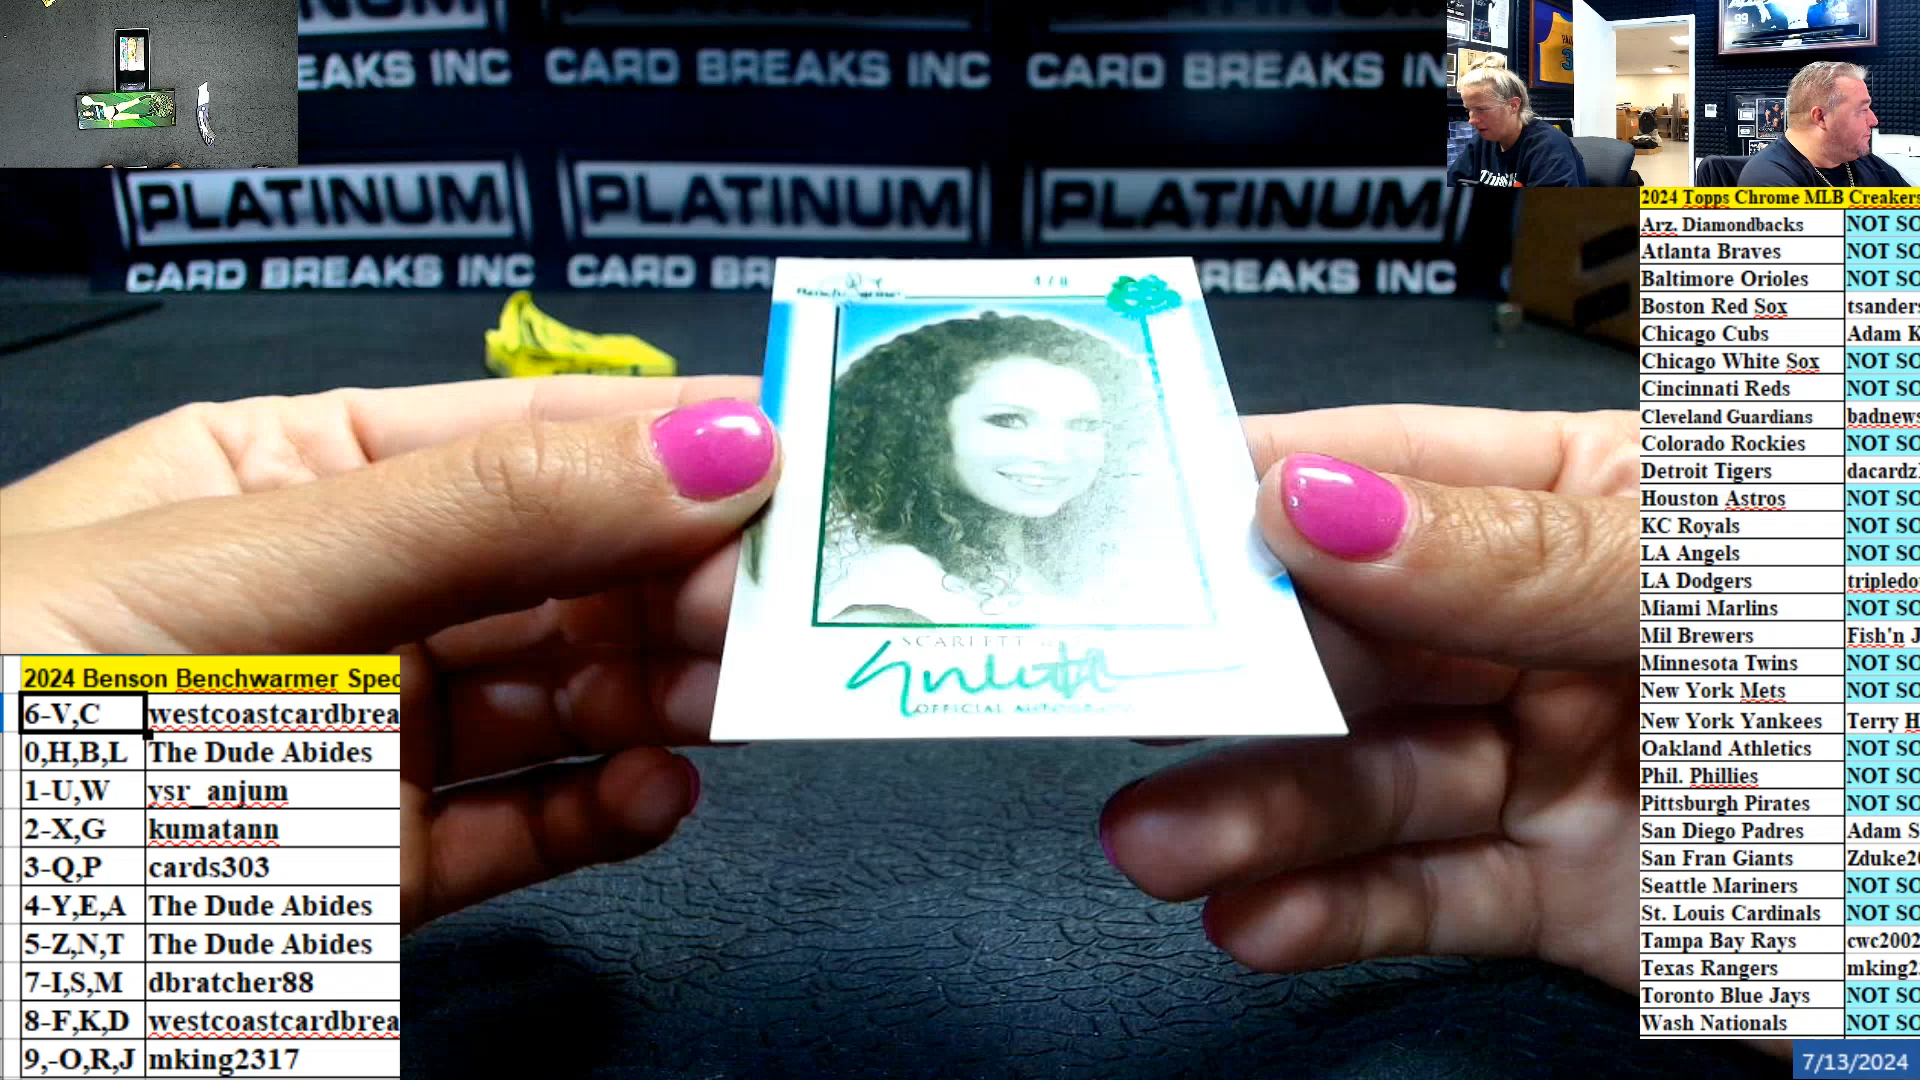 EAKS INC
CARD BREAKS INC
CARD BREAKS IN
99
PLATINUM
PLATINUM
PLATINUM
CARD BREAKS INC
CARD BR
REAKS INC
SCARLETT
OFFICIAL
2024 Benson Benchwarmer Spec
6-V,C westcoastcardbrea
0,H,B,L The Dude Abides
1-U,W ysr_anjum
2-X,G kumatann
3-Q,P cards303
4-Y,E,A The Dude Abides
5-Z,N,T The Dude Abides
7-I,S,M dbratcher88
8-F,K,D westcoastcardbrea
9,-O,R,J mking2317
2024 Topps Chrome MLB Creakers
Arz. Diamondbacks NOT SO
Atlanta Braves NOT SO
Baltimore Orioles NOT SO
Boston Red Sox tsanders
Chicago Cubs Adam K
Chicago White Sox NOT SO
Cincinnati Reds NOT SO
Cleveland Guardians badnews
Colorado Rockies NOT SO
Detroit Tigers dacardz
Houston Astros NOT SO
KC Royals NOT SO
LA Angels NOT SO
LA Dodgers tripledo
Miami Marlins NOT SO
Mil Brewers Fish'n J
Minnesota Twins NOT SO
New York Mets NOT SO
New York Yankees Terry H
Oakland Athletics NOT SO
Phil. Phillies NOT SO
Pittsburgh Pirates NOT SO
San Diego Padres Adam S
San Fran Giants Zduke20
Seattle Mariners NOT SO
St. Louis Cardinals NOT SO
Tampa Bay Rays cwc2002
Texas Rangers mking2
Toronto Blue Jays NOT SO
Wash Nationals NOT SO
7/13/2024